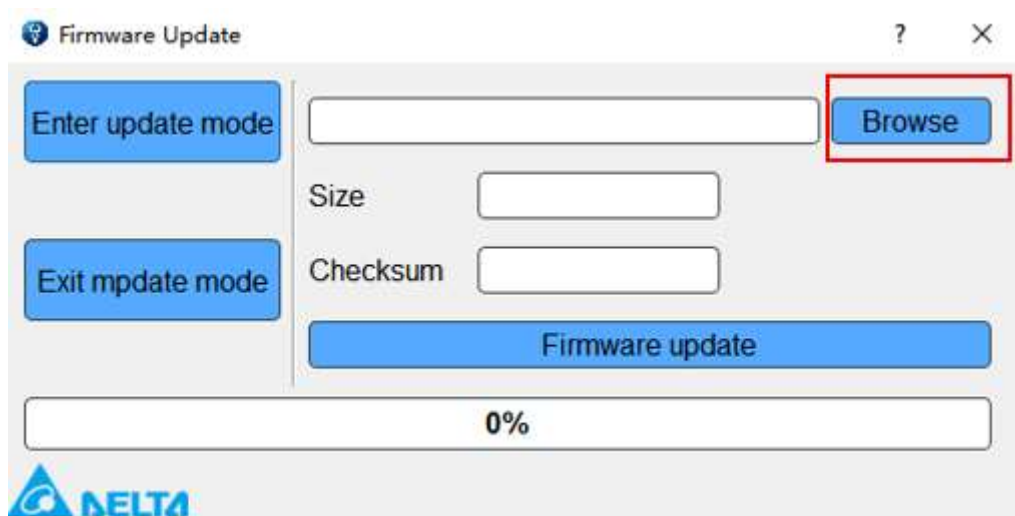 Firmware Update
?
Enter update mode
Browse
Size
Exit mpdate mode
Checksum
Firmware update
0%
DELTA